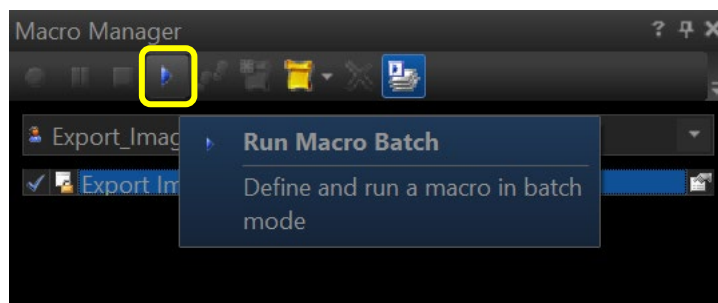 Macro Manager
Export_Imag
Run Macro Batch
Export Im
Define and run a macro in batch
mode